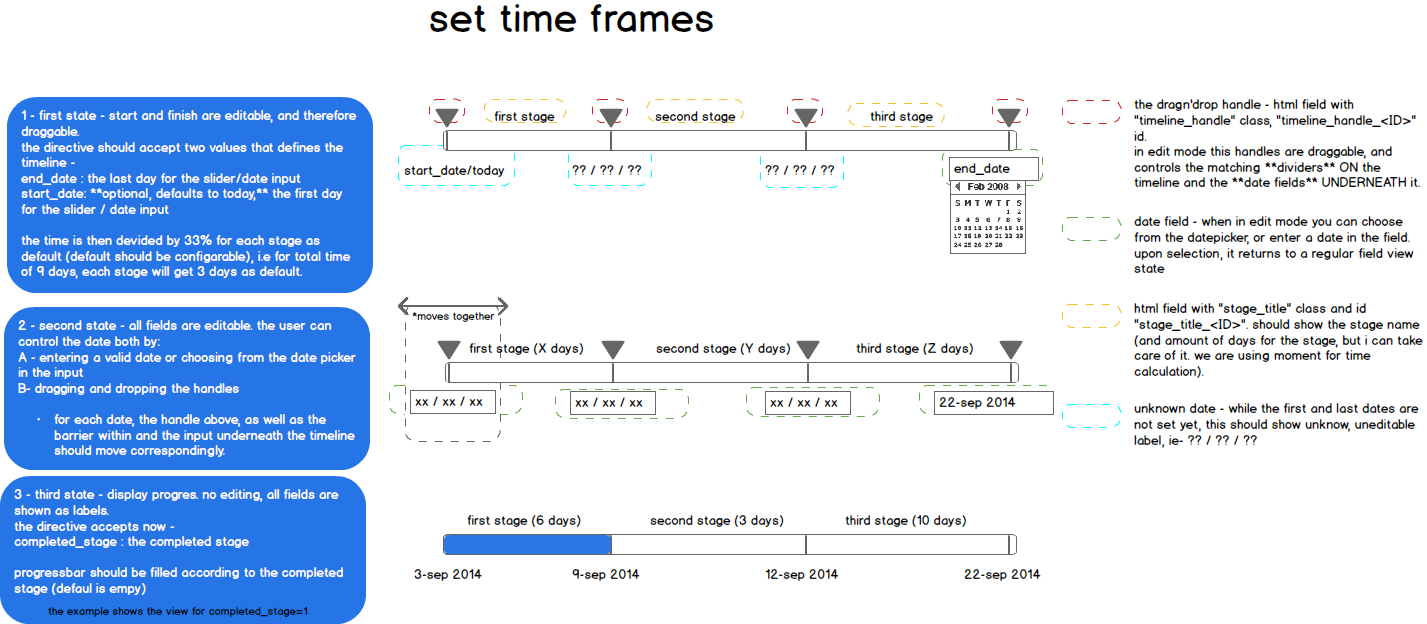 set time frames
1 - first state - start and finish are editable, and therefore
draggable.
the directive should accept two values that defines the
timeline -
end_date : the last day for the slider/date input
start_date: **optional, defaults to today,** the first day
for the slider / date input
the time is then devided by 33% for each stage as
default (default should be configarable), i.e for total time
of 9 days, each stage will get 3 days as default.
first stage
second stage
third stage
start_date/today
?? / ?? / ??
?? / ?? / ??
end_date
Feb 2008
S M T W T F S
1 2
3 4 5 6 7 8 9
10 11 12 13 14 15 16
17 18 19 20 21 22 23
24 25 26 27 28
the dragn'drop handle - html field with
"timeline_handle" class, "timeline_handle_<ID>"
id.
in edit mode this handles are draggable, and
controls the matching **dividers** ON the
timeline and the **date fields** UNDERNEATH it.
date field - when in edit mode you can choose
from the datepicker, or enter a date in the field.
upon selection, it returns to a regular field view
state
html field with "stage_title" class and id
"stage_title_<ID>". should show the stage name
(and amount of days for the stage, but i can take
care of it. we are using moment for time
calculation).
unknown date - while the first and last dates are
not set yet, this should show unknow, uneditable
label, ie- ?? / ?? / ??
2 - second state - all fields are editable. the user can
control the date both by:
A - entering a valid date or choosing from the date picker
in the input
B- dragging and dropping the handles
• for each date, the handle above, as well as the
barrier within and the input underneath the timeline
should move correspondingly.
*moves together
first stage (X days)
second stage (Y days)
third stage (Z days)
xx / xx / xx
xx / xx / xx
xx / xx / xx
22-sep 2014
3 - third state - display progres. no editing, all fields are
shown as labels.
the directive accepts now -
completed_stage : the completed stage
progressbar should be filled according to the completed
stage (defaul is empy)
the example shows the view for completed_stage=1
first stage (6 days)
second stage (3 days)
third stage (10 days)
3-sep 2014
9-sep 2014
12-sep 2014
22-sep 2014